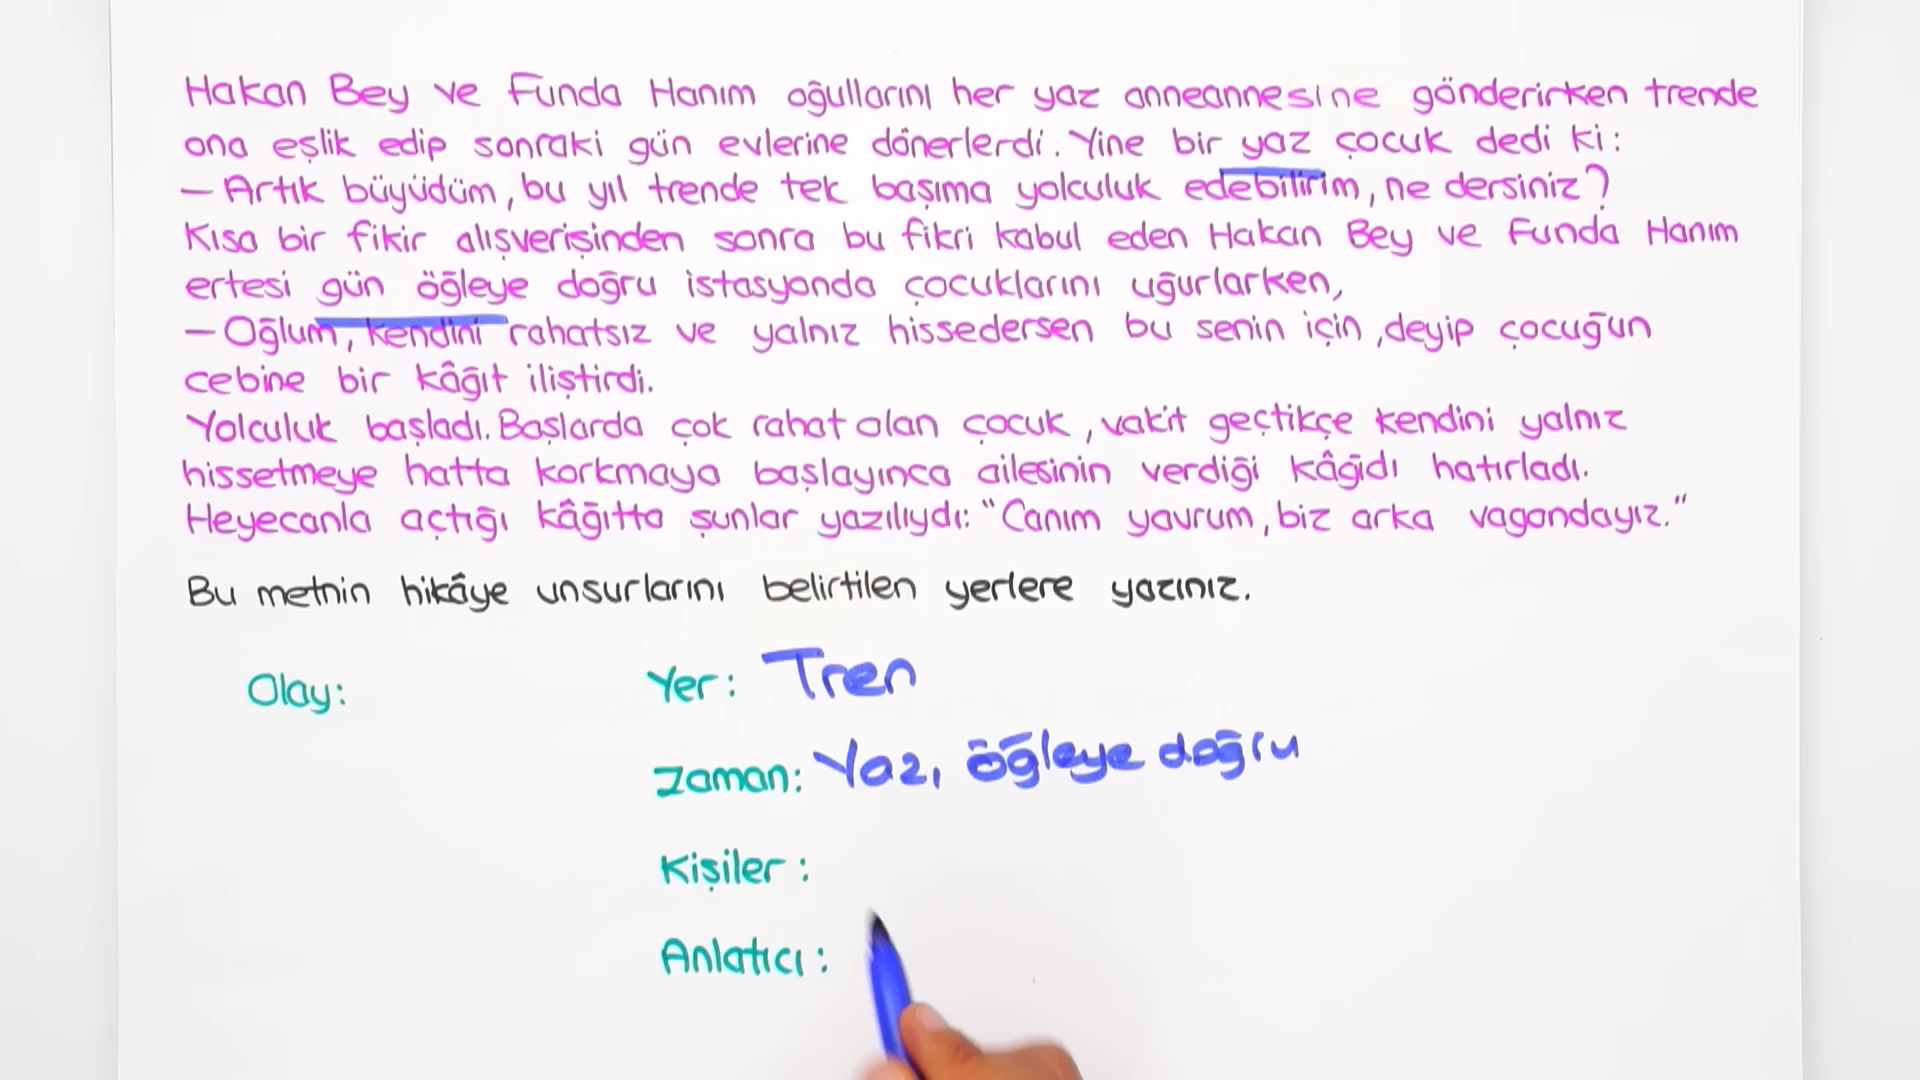 Hakan Bey ve Funda Hanım oğullarını her yaz anneannesine gönderirken trende
ona eşlik edip sonraki gün evlerine dönerlerdi. Yine bir yaz çocuk dedi ki:
— Artık büyüdüm, bu yıl trende tek başıma yolculuk edebilirim, ne dersiniz?
Kısa bir fikir alışverişinden sonra bu fikri kabul eden Hakan Bey ve Funda Hanım
ertesi gün öğleye doğru istasyonda çocuklarını uğurlarken,
— Oğlum, kendini rahatsız ve yalnız hissedersen bu senin için, deyip çocuğun
cebine bir kâğıt iliştirdi.
Yolculuk başladı. Başlarda çok rahat olan çocuk, vakit geçtikçe kendini yalnız
hissetmeye hatta korkmaya başlayınca ailesinin verdiği kâğıdı hatırladı.
Heyecanla açtığı kâğıtta şunlar yazılıydı: "Canım yavrum, biz arka vagondayız."
Bu metnin hikâye unsurlarını belirtilen yerlere yazınız.
Olay:
Yer: Tren
Zaman: Yaz, öğleye doğru
Kişiler:
Anlatıcı: